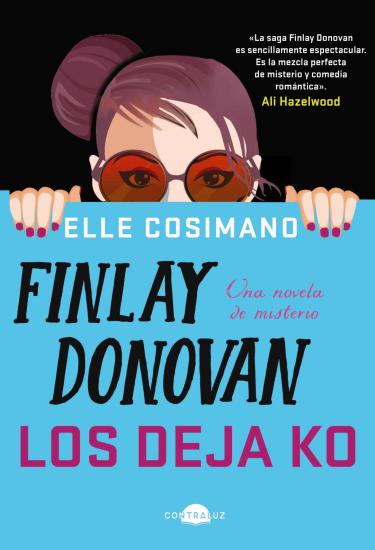 «La saga Finlay Donovan
es sencillamente espectacular.
Es la mezcla perfecta
de misterio y comedia
romántica».
Ali Hazelwood
ELLE COSIMANO
FINLAY
Una novela
de misterio
DONOVAN
LOS DEJA KO
CONTRALUZ